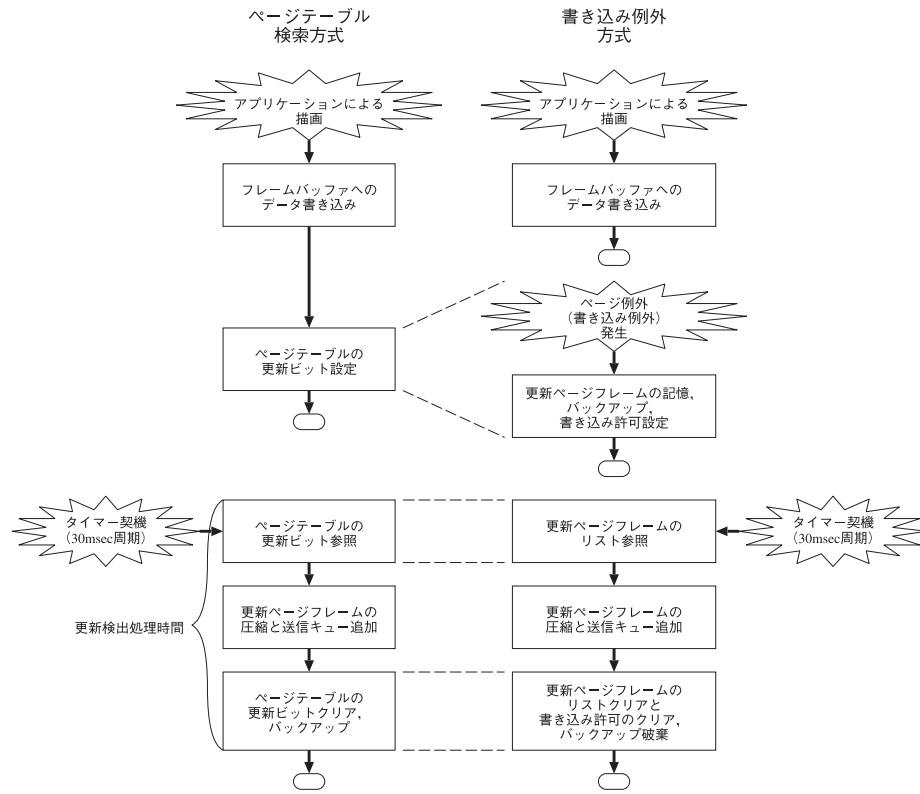 ページテーブル
検索方式
アプリケーションによる
描画
フレームバッファへの
データ書き込み
ページテーブルの
更新ビット設定
タイマー契機
(30msec周期)
ページテーブルの
更新ビット参照
更新ページフレームの
圧縮と送信キュー追加
更新検出処理時間
ページテーブルの
更新ビットクリア,
バックアップ
書き込み例外
方式
アプリケーションによる
描画
フレームバッファへの
データ書き込み
ページ例外
(書き込み例外)
発生
更新ページフレームの記憶,
バックアップ,
書き込み許可設定
更新ページフレームの
リスト参照
タイマー契機
(30msec周期)
更新ページフレームの
圧縮と送信キュー追加
更新ページフレームの
リストクリアと
書き込み許可のクリア,
バックアップ破棄